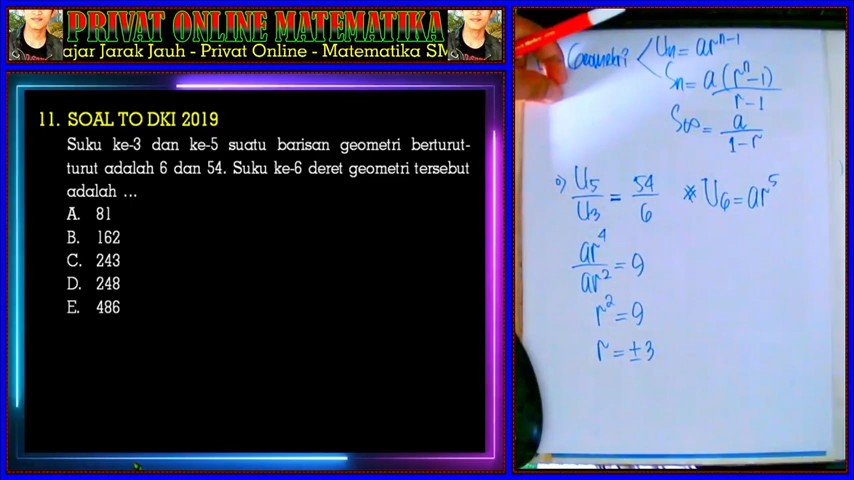 PRIVAT ONLINE MATEMATIKA
ajar Jarak Jauh - Privat Online - Matematika SM
11. SOAL TO DKI 2019
Suku ke-3 dan ke-5 suatu barisan geometri berturut-
turut adalah 6 dan 54. Suku ke-6 deret geometri tersebut
adalah ...
A. 81
B. 162
C. 243
D. 248
E. 486
Geometri < Un = ar^n-1
Sn = a(r^n-1) / r-1
S∞ = a / 1-r
U5/U3 = 54/6
* U6 = ar^5
ar^4/ar^2 = 9
r^2 = 9
r = ±3